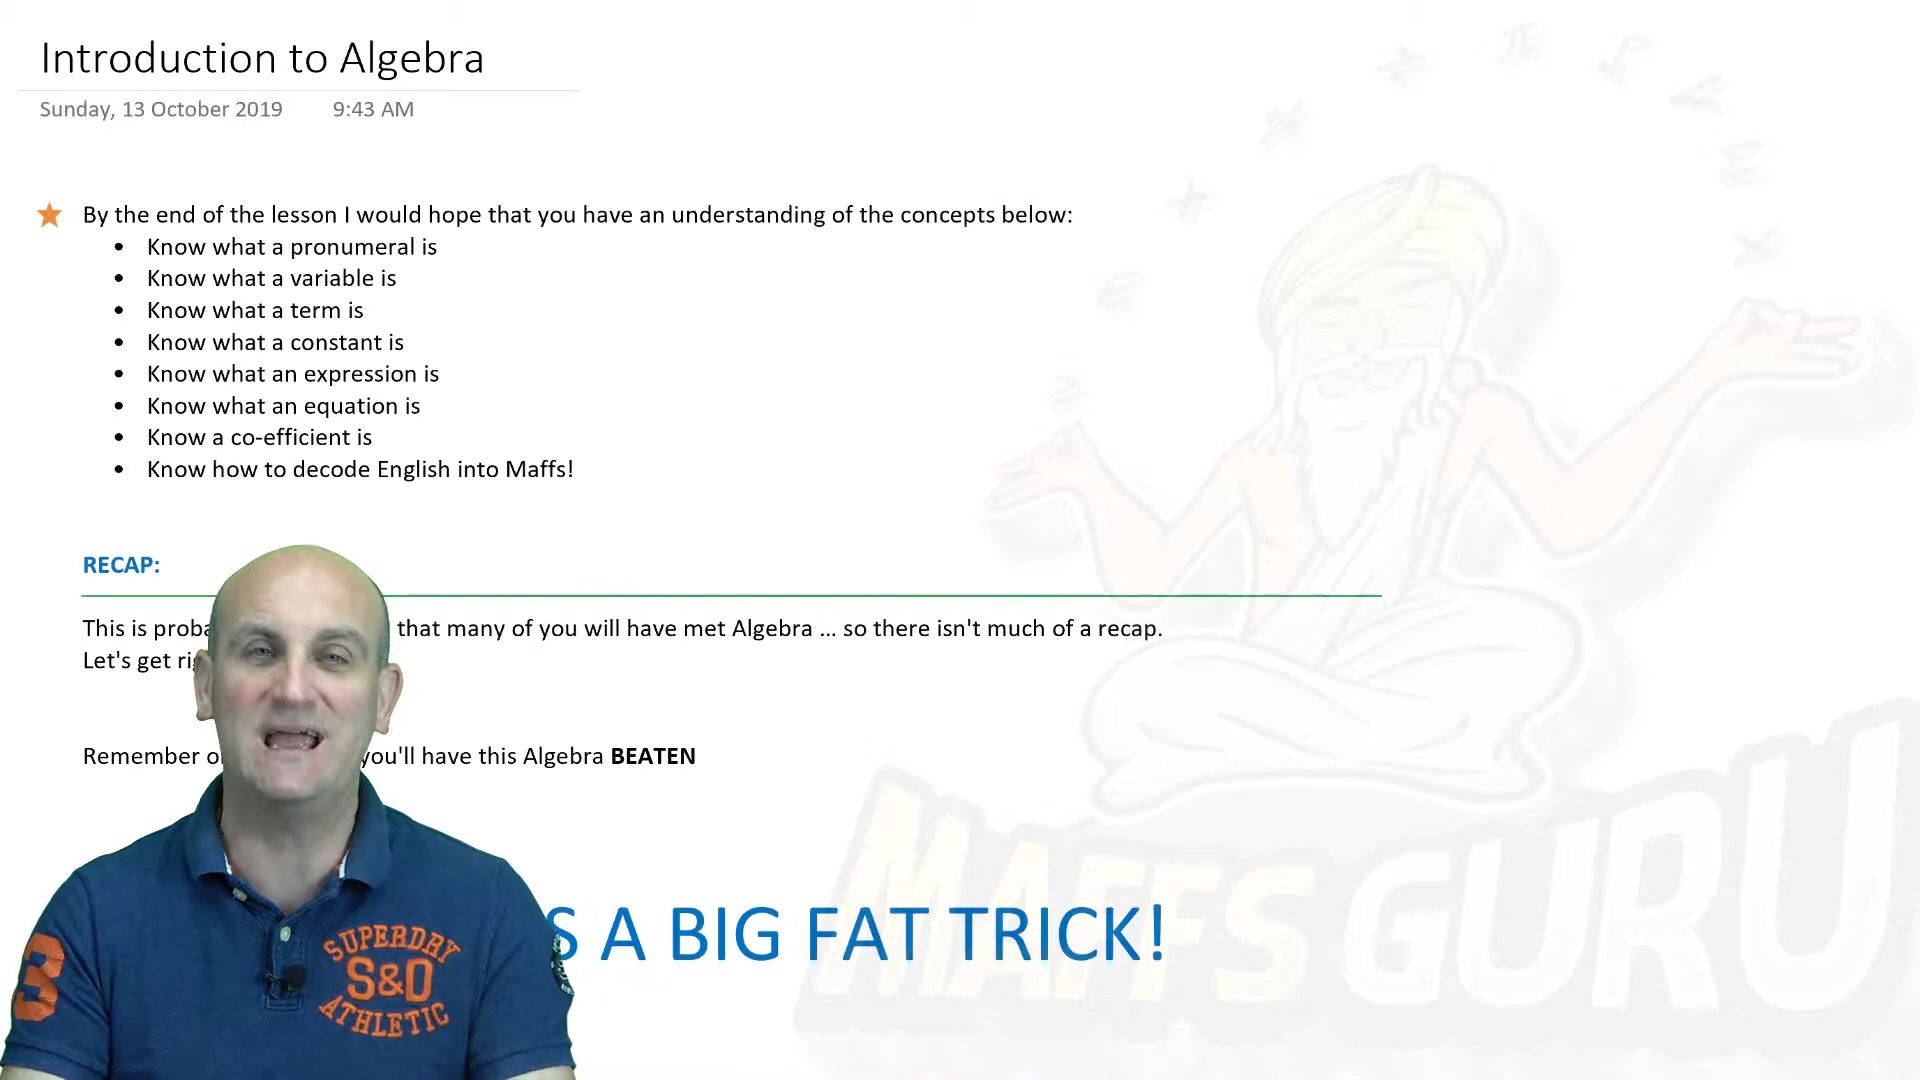 Introduction to Algebra
Sunday, 13 October 2019 9:43 AM
By the end of the lesson I would hope that you have an understanding of the concepts below:
• Know what a pronumeral is
• Know what a variable is
• Know what a term is
• Know what a constant is
• Know what an expression is
• Know what an equation is
• Know a co-efficient is
• Know how to decode English into Maffs!
RECAP:
This is that many of you will have met Algebra ... so there isn't much of a recap.
Let's get
Remember you'll have this Algebra BEATEN
A BIG FAT TRICK!
MAFFS GURU
3
SUPERDRY
S&D
ATHLETIC